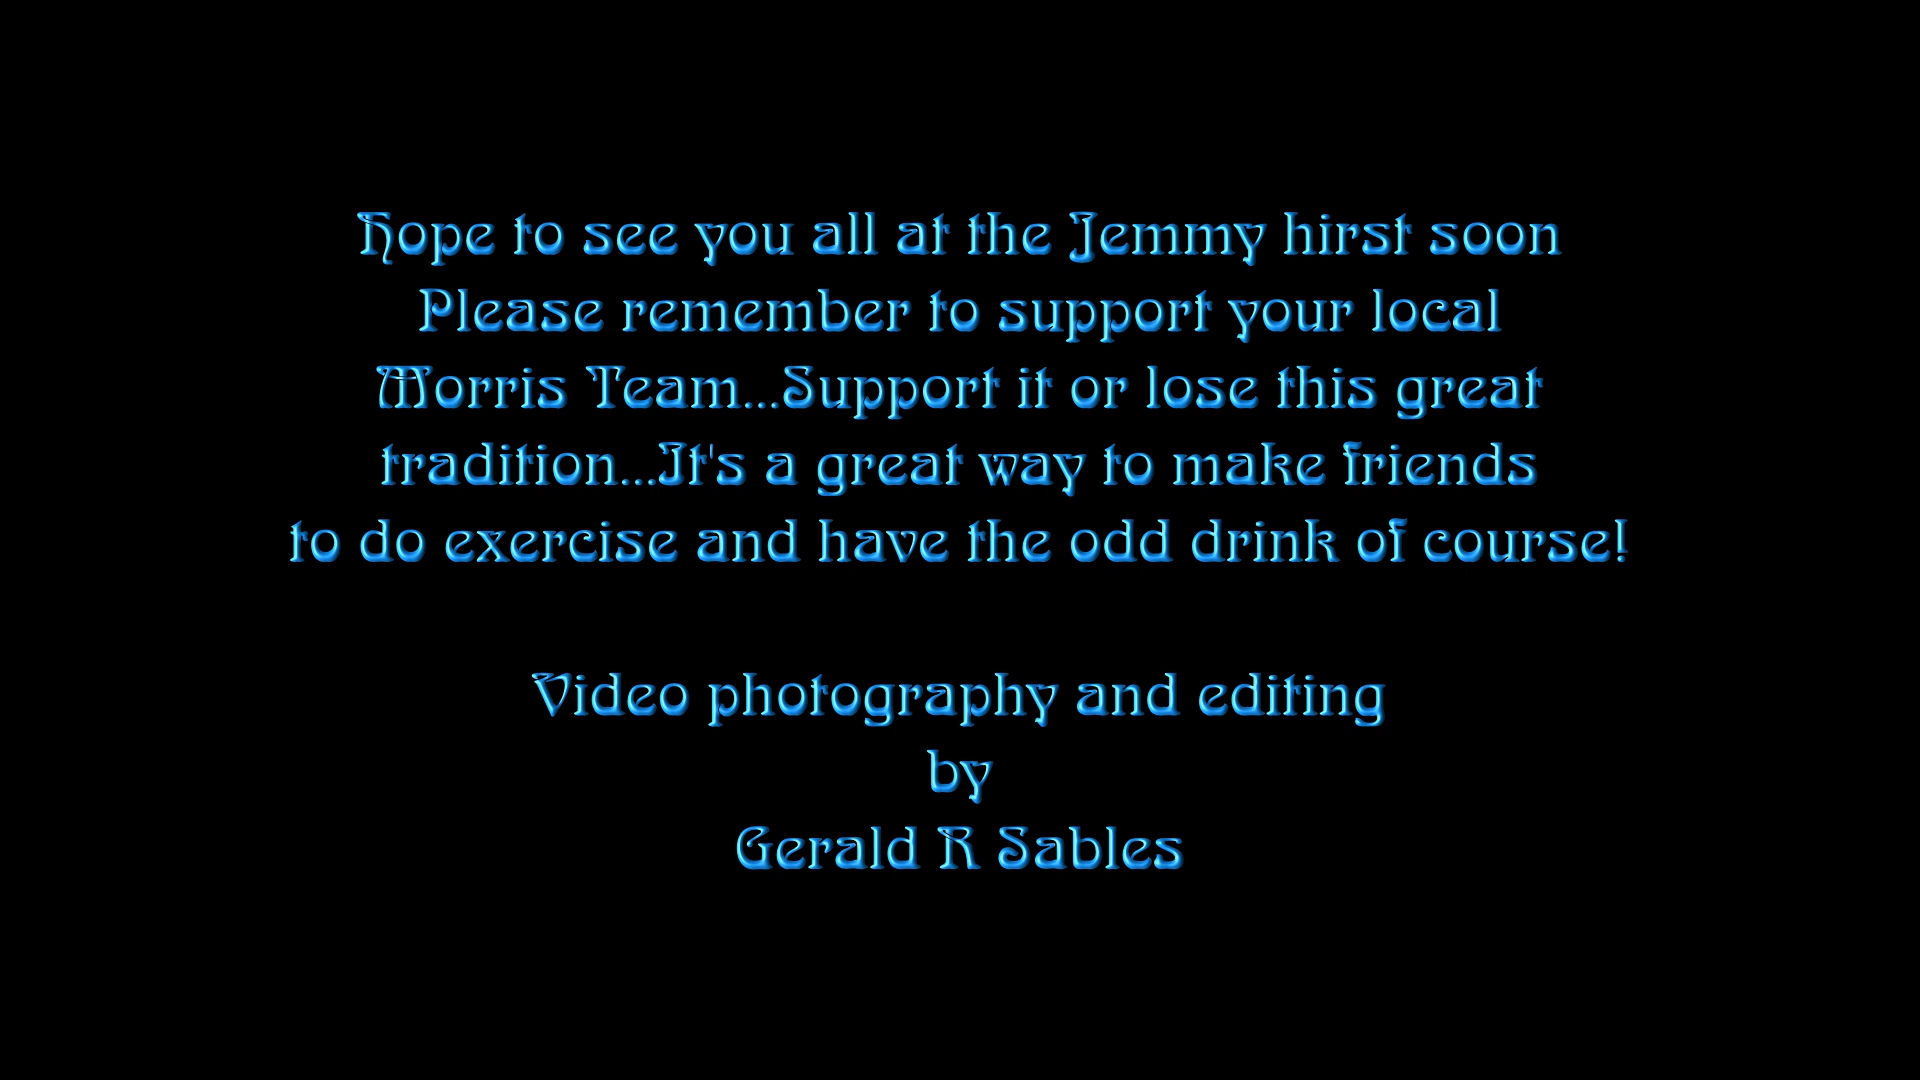 Hope to see you all at the Jemmy hirst soon
Please remember to support your local
Morris Team...Support it or lose this great
tradition...It's a great way to make friends
to do exercise and have the odd drink of course!
Video photography and editing
by
Gerald R Sables